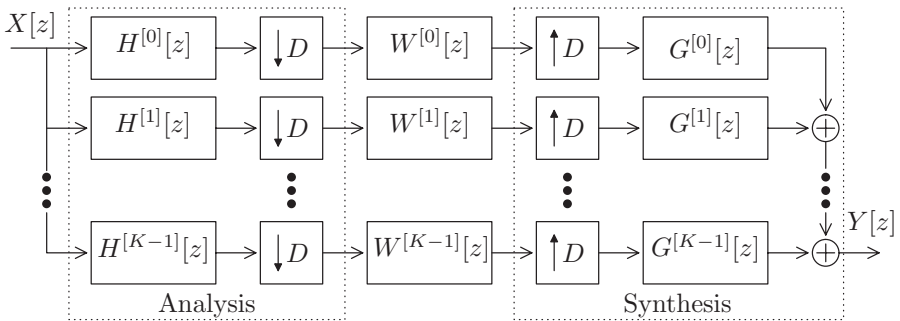 X[z]
H^{[0]}[z] ↓D W^{[0]}[z] ↑D G^{[0]}[z]
H^{[1]}[z] ↓D W^{[1]}[z] ↑D G^{[1]}[z]
H^{[K−1]}[z] ↓D W^{[K−1]}[z] ↑D G^{[K−1]}[z]
Y[z]
Analysis
Synthesis